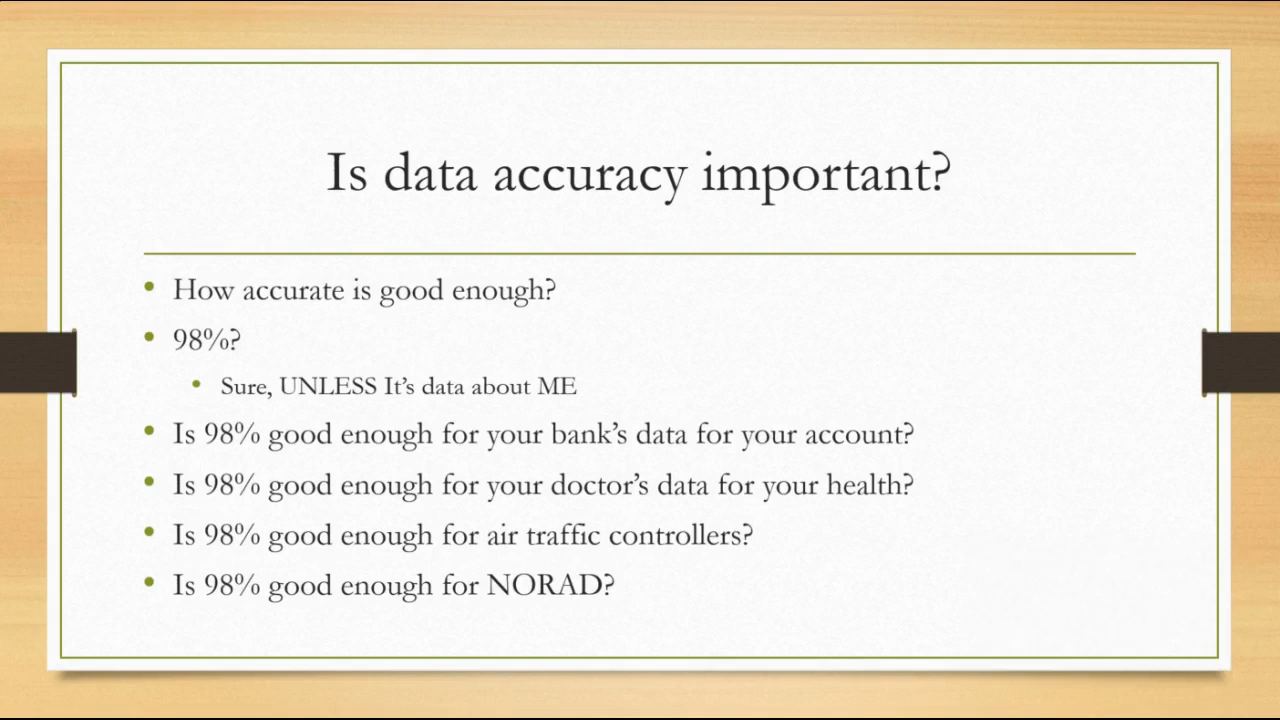 Is data accuracy important?
• How accurate is good enough?
• 98%?
• Sure, UNLESS It’s data about ME
• Is 98% good enough for your bank’s data for your account?
• Is 98% good enough for your doctor’s data for your health?
• Is 98% good enough for air traffic controllers?
• Is 98% good enough for NORAD?